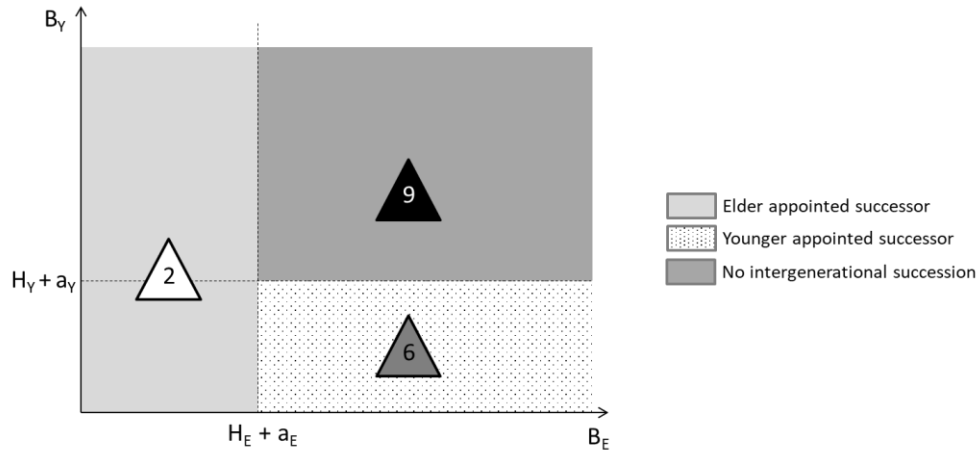 B_Y
9
Elder appointed successor
Younger appointed successor
No intergenerational succession
2
H_Y + a_Y
6
H_E + a_E
B_E